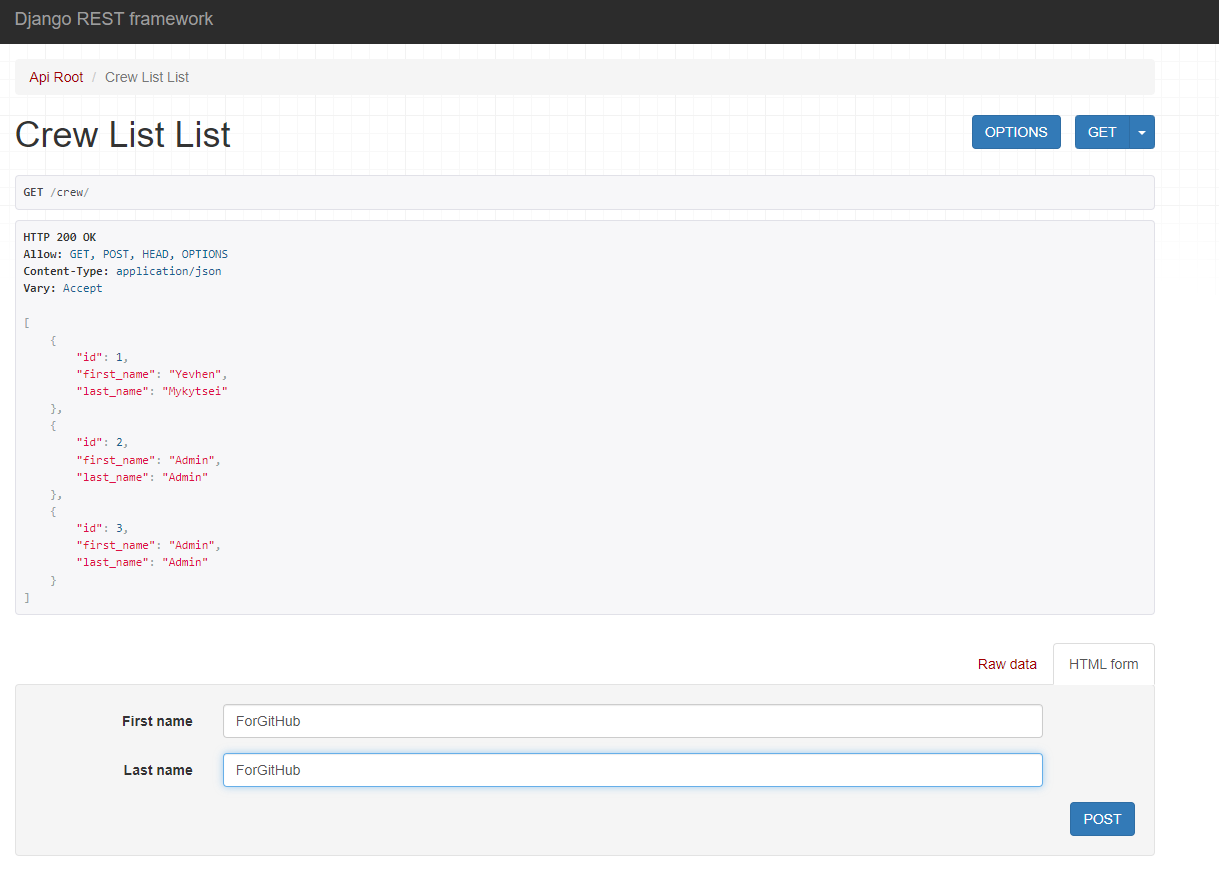 Django REST framework
Api Root / Crew List List
Crew List List
OPTIONS GET
GET /crew/
HTTP 200 OK
Allow: GET, POST, HEAD, OPTIONS
Content-Type: application/json
Vary: Accept
[
    {
        "id": 1,
        "first_name": "Yevhen",
        "last_name": "Mykytsei"
    },
    {
        "id": 2,
        "first_name": "Admin",
        "last_name": "Admin"
    },
    {
        "id": 3,
        "first_name": "Admin",
        "last_name": "Admin"
    }
]
Raw data HTML form
First name ForGitHub
Last name ForGitHub
POST